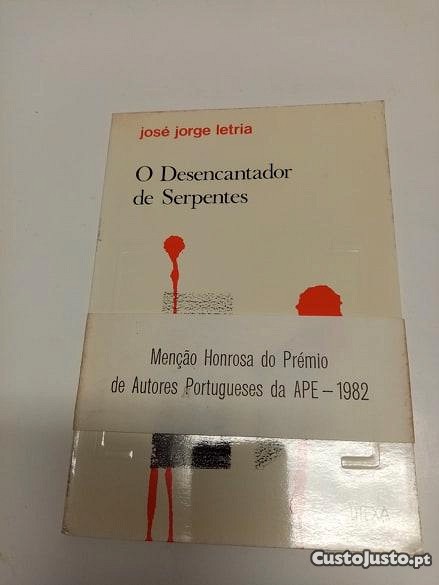 josé jorge letria
O Desencantador
de Serpentes
Menção Honrosa do Prémio
de Autores Portugueses da APE – 1982
CustoJusto.pt